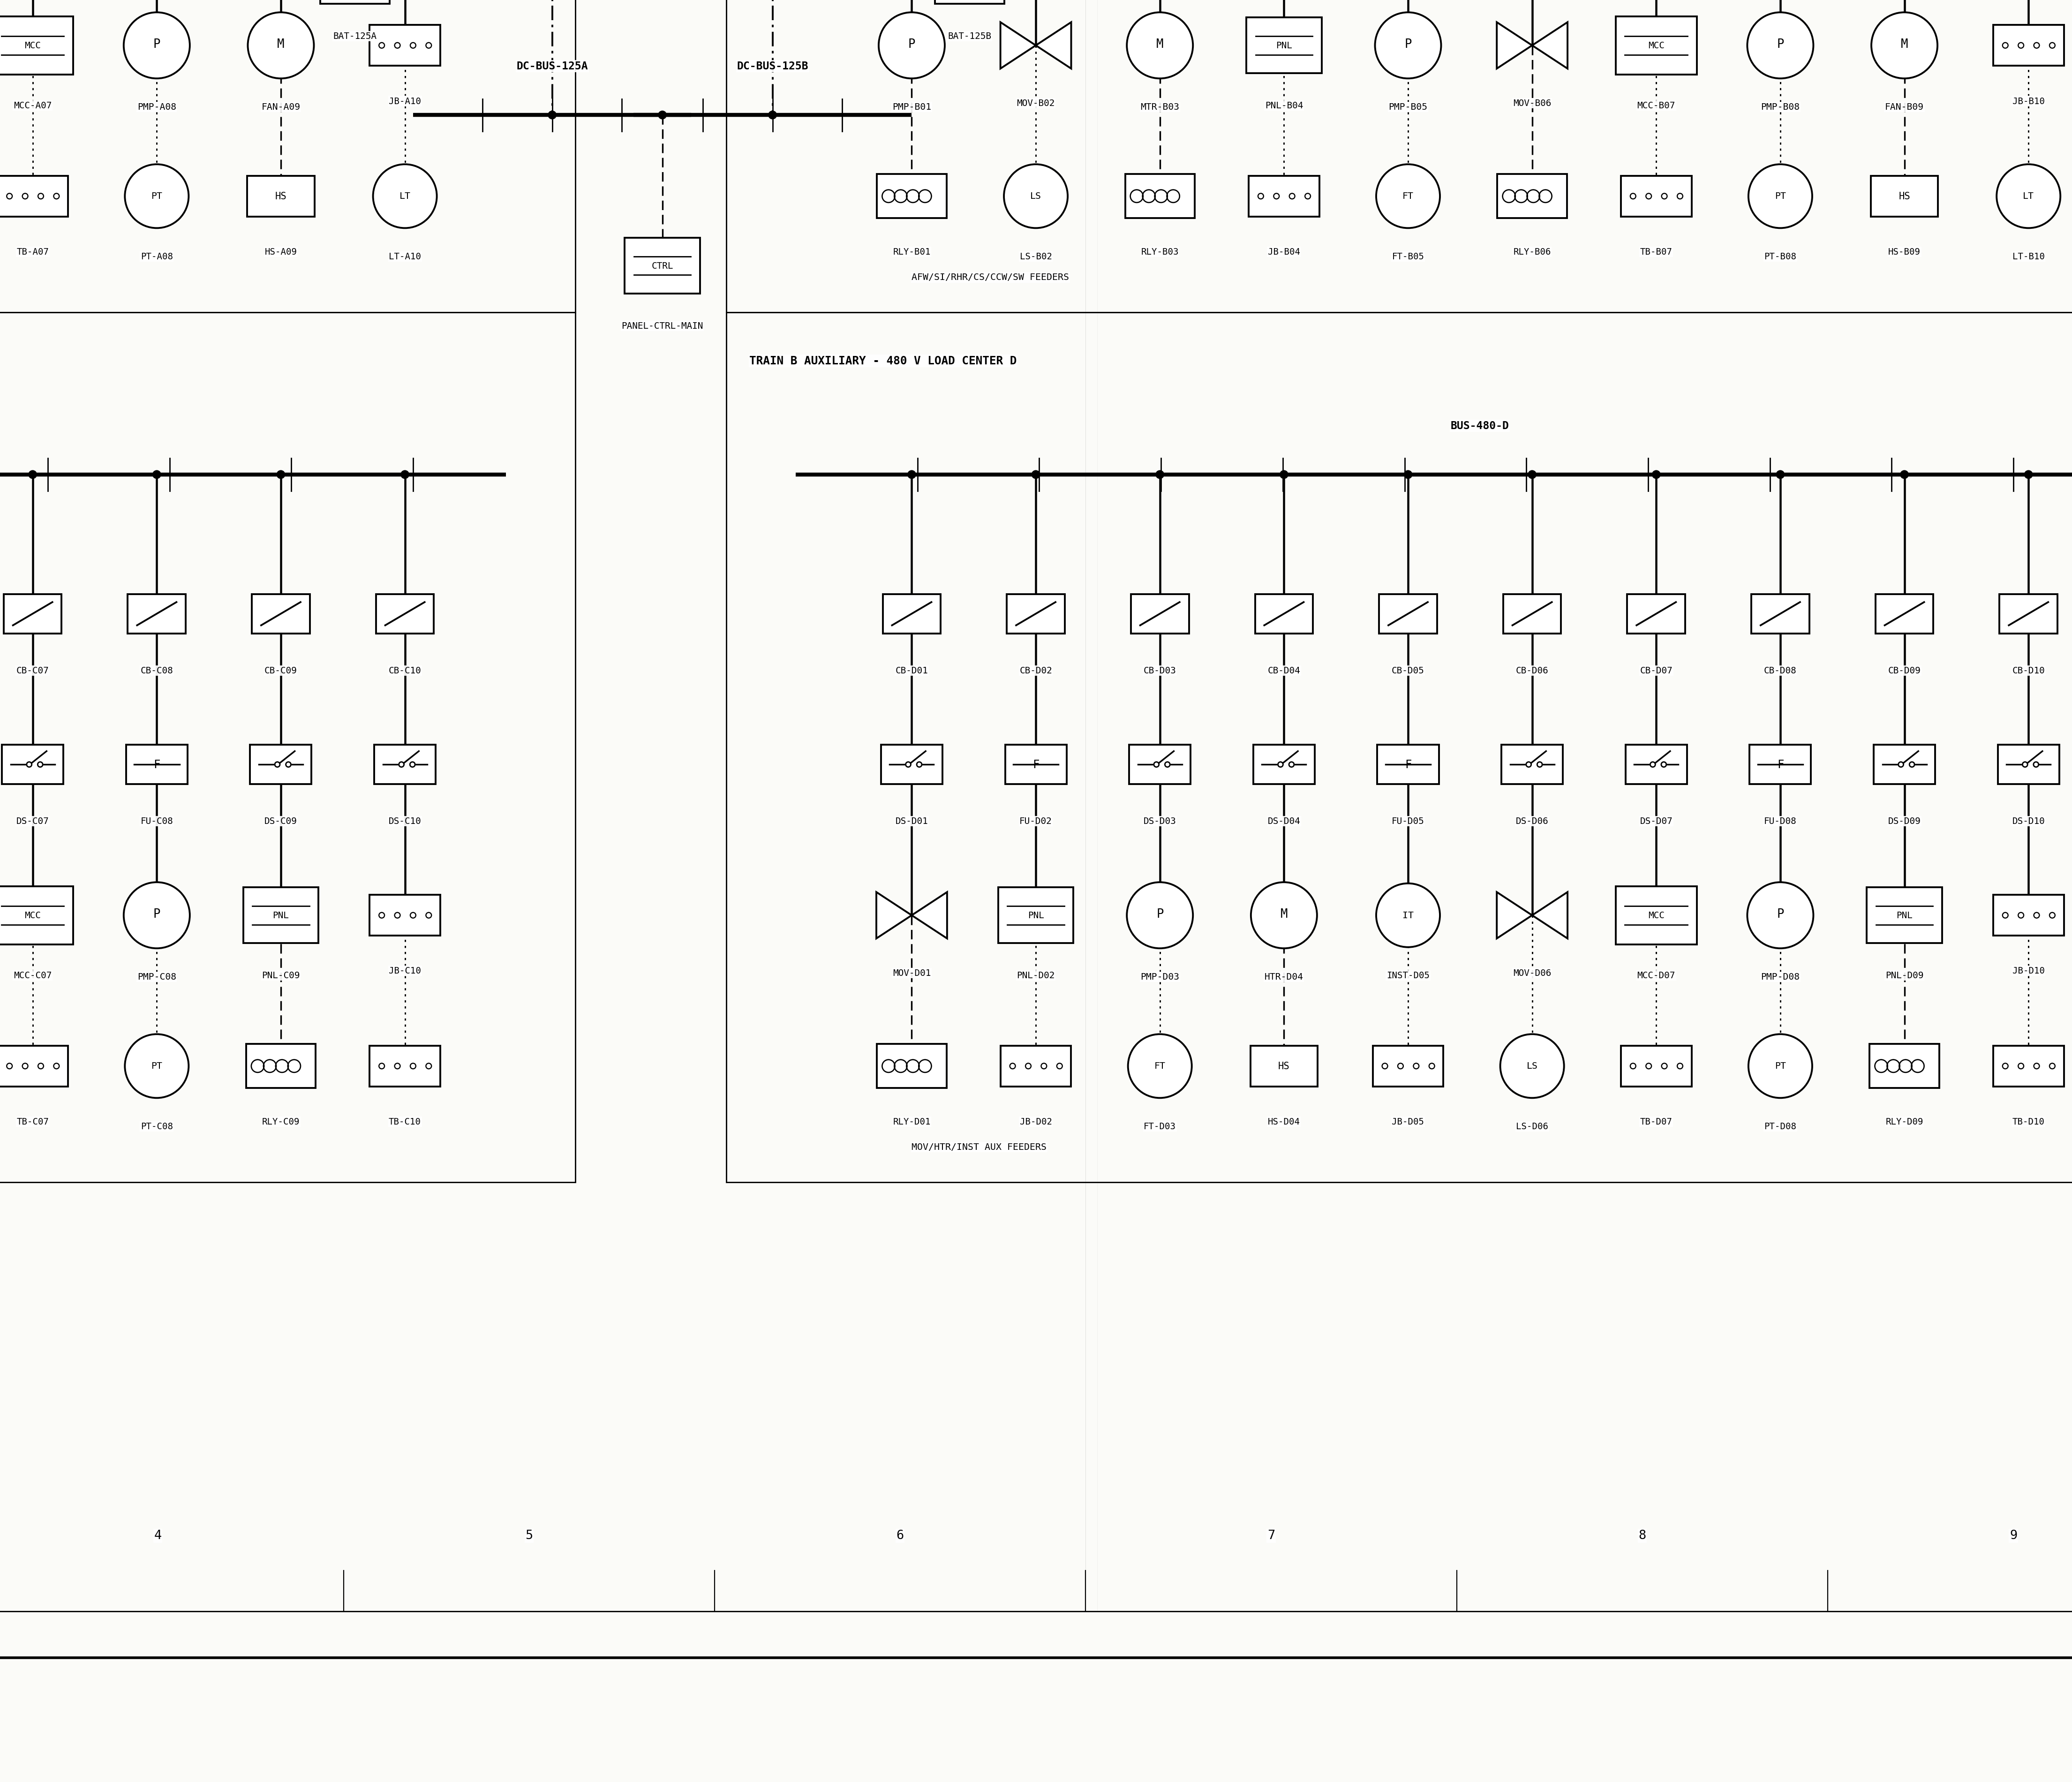 MCC P M P M PNL P MCC P M
BAT-125A BAT-125B
DC-BUS-125A DC-BUS-125B
MCC-A07 PMP-A08 FAN-A09 JB-A10 PMP-B01 MOV-B02 MTR-B03 PNL-B04 PMP-B05 MOV-B06 MCC-B07 PMP-B08 FAN-B09 JB-B10
PT HS LT LS FT PT HS LT
TB-A07 PT-A08 HS-A09 LT-A10 RLY-B01 LS-B02 RLY-B03 JB-B04 FT-B05 RLY-B06 TB-B07 PT-B08 HS-B09 LT-B10
CTRL
AFW/SI/RHR/CS/CCW/SW FEEDERS
PANEL-CTRL-MAIN
TRAIN B AUXILIARY - 480 V LOAD CENTER D
BUS-480-D
CB-C07 CB-C08 CB-C09 CB-C10 CB-D01 CB-D02 CB-D03 CB-D04 CB-D05 CB-D06 CB-D07 CB-D08 CB-D09 CB-D10
F F F F
DS-C07 FU-C08 DS-C09 DS-C10 DS-D01 FU-D02 DS-D03 DS-D04 FU-D05 DS-D06 DS-D07 FU-D08 DS-D09 DS-D10
MCC P PNL PNL P M IT MCC P PNL
MCC-C07 PMP-C08 PNL-C09 JB-C10 MOV-D01 PNL-D02 PMP-D03 HTR-D04 INST-D05 MOV-D06 MCC-D07 PMP-D08 PNL-D09 JB-D10
PT FT HS LS PT
TB-C07 PT-C08 RLY-C09 TB-C10 RLY-D01 JB-D02 FT-D03 HS-D04 JB-D05 LS-D06 TB-D07 PT-D08 RLY-D09 TB-D10
MOV/HTR/INST AUX FEEDERS
4 5 6 7 8 9